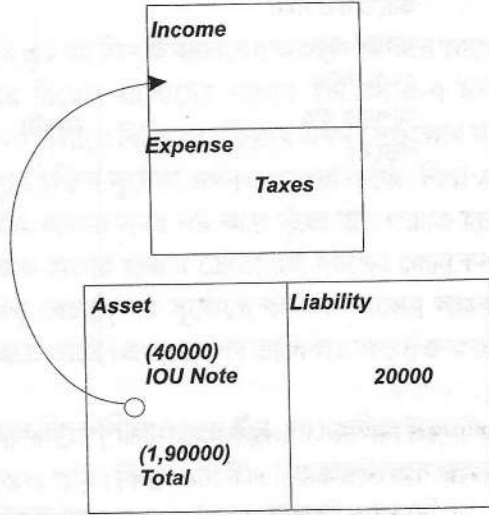 Income
Expense
Taxes
Asset
Liability
(40000)
IOU Note
20000
(1,90000)
Total